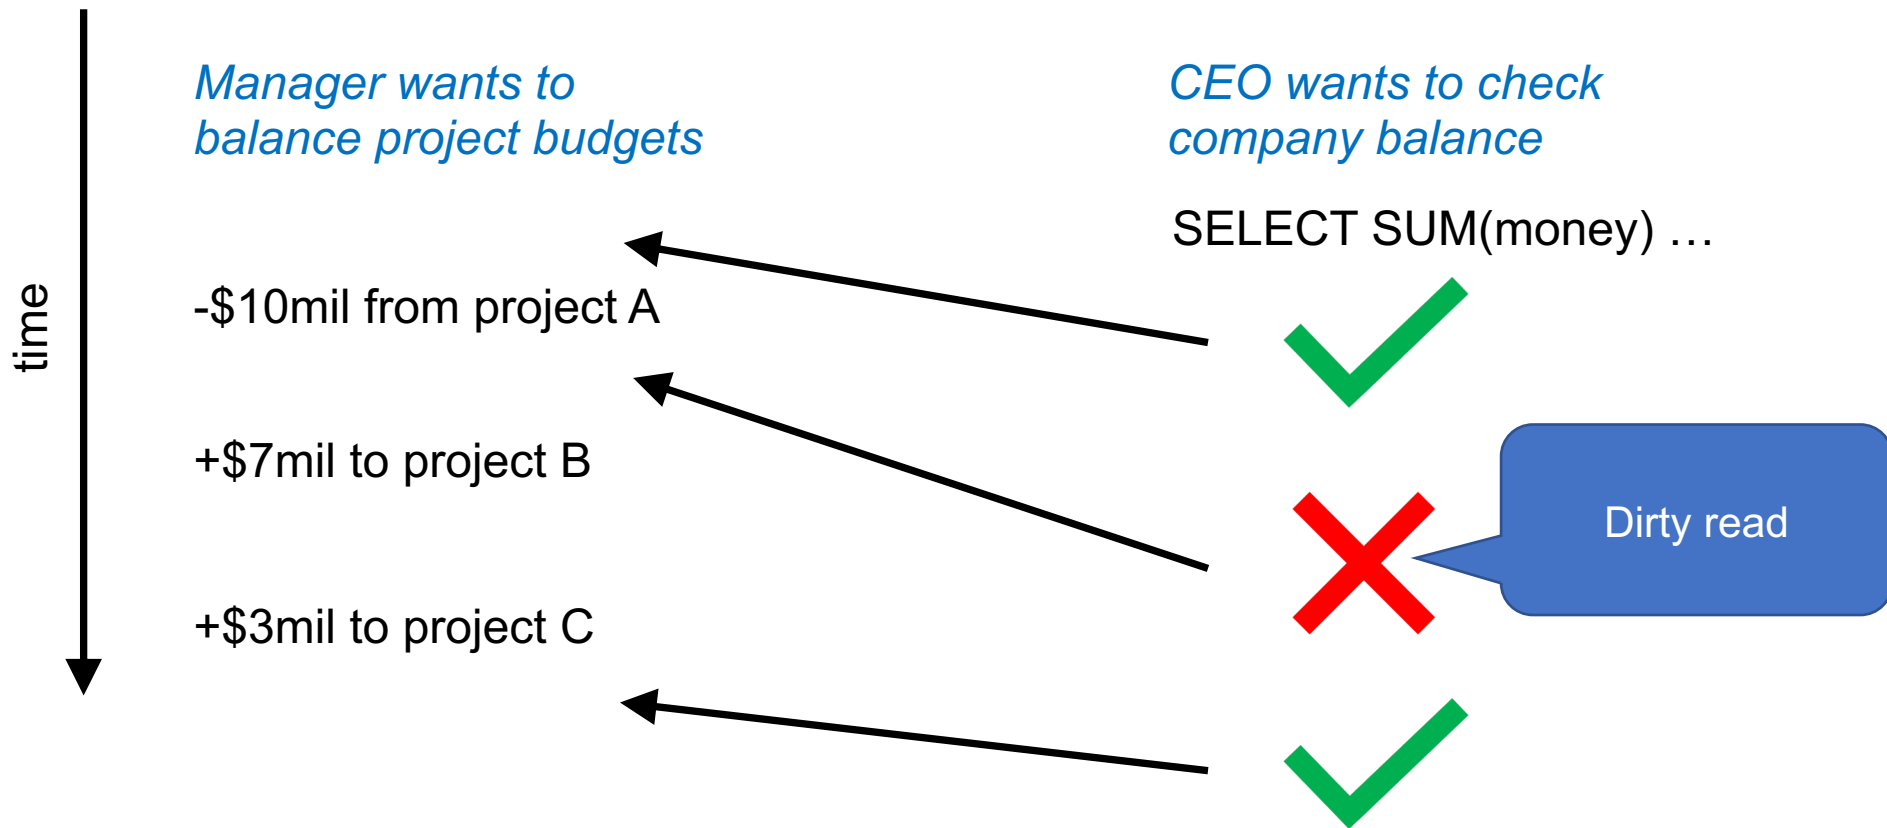 Manager wants to
balance project budgets
CEO wants to check
company balance
SELECT SUM(money) …
time
-$10mil from project A
+$7mil to project B
Dirty read
+$3mil to project C